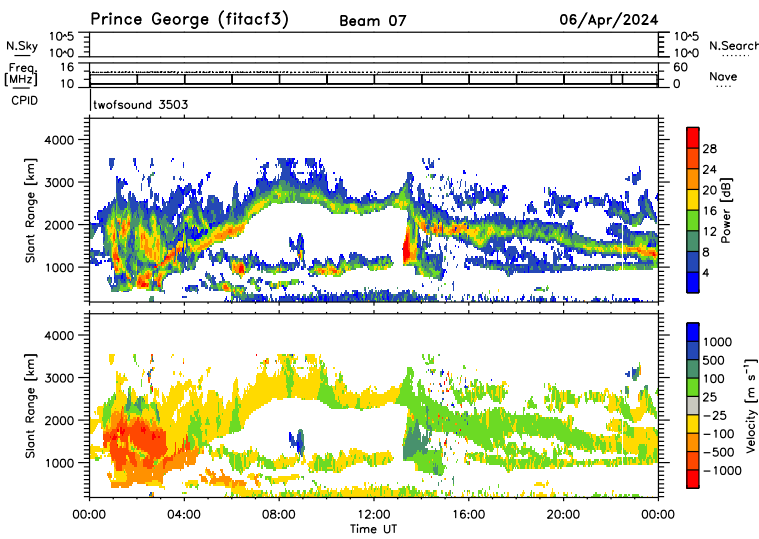 Prince George (fitacf3) Beam 07 06/Apr/2024
N.Sky 10^5 10^0 10^5 10^0 N.Search
Freq. [MHz] 16 10 60 0 Nave
CPID twofsound 3503
Slant Range [km] 4000 3000 2000 1000
Power [dB] 28 24 20 16 12 8 4
Slant Range [km] 4000 3000 2000 1000
Velocity [m s⁻¹] 1000 500 100 25 −25 −100 −500 −1000
00:00 04:00 08:00 12:00 16:00 20:00 00:00
Time UT